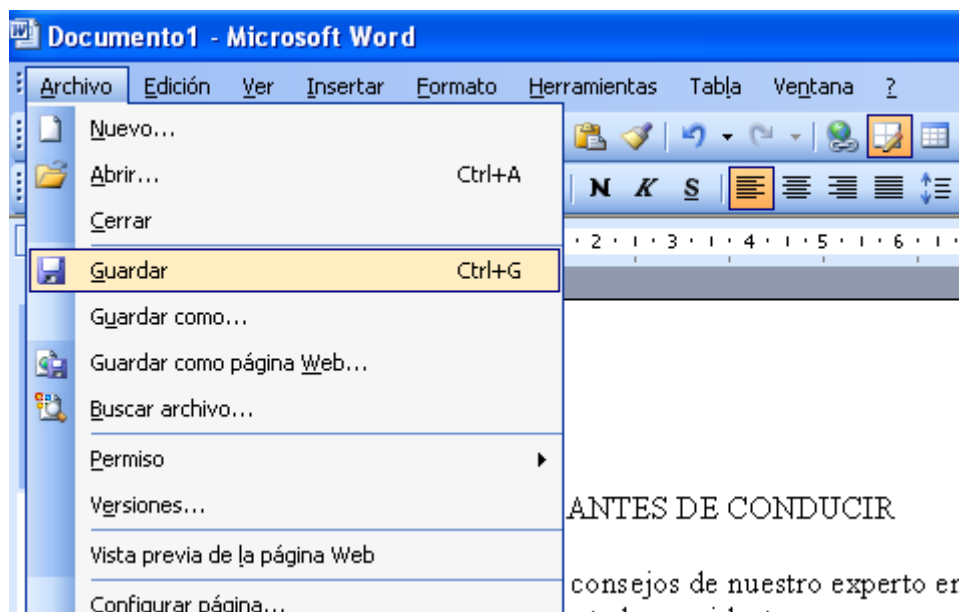 Documento1 - Microsoft Word
Archivo Edición Ver Insertar Formato Herramientas Tabla Ventana ?
Nuevo...
Abrir... Ctrl+A
N K S
Cerrar
2 3 4 5 6
Guardar Ctrl+G
Guardar como...
Guardar como página Web...
Buscar archivo...
Permiso
Versiones...
ANTES DE CONDUCIR
Vista previa de la página Web
consejos de nuestro experto en
Configurar página...